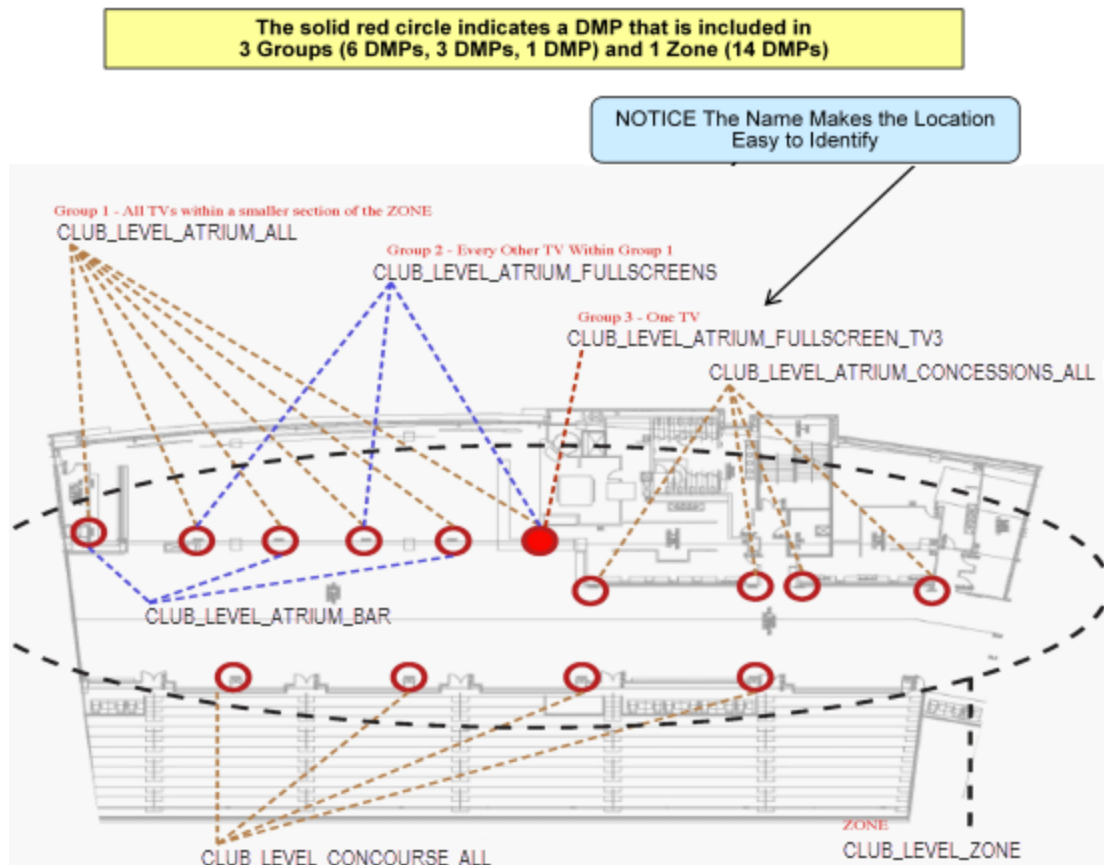 The solid red circle indicates a DMP that is included in
3 Groups (6 DMPs, 3 DMPs, 1 DMP) and 1 Zone (14 DMPs)
NOTICE The Name Makes the Location
Easy to Identify
Group 1 - All TVs within a smaller section of the ZONE
CLUB_LEVEL_ATRIUM_ALL
Group 2 - Every Other TV Within Group 1
CLUB_LEVEL_ATRIUM_FULLSCREENS
Group 3 - One TV
CLUB_LEVEL_ATRIUM_FULLSCREEN_TV3
CLUB_LEVEL_ATRIUM_CONCESSIONS_ALL
CLUB_LEVEL_ATRIUM_BAR
CLUB_LEVEL_CONCOURSE_ALL
ZONE
CLUB_LEVEL_ZONE